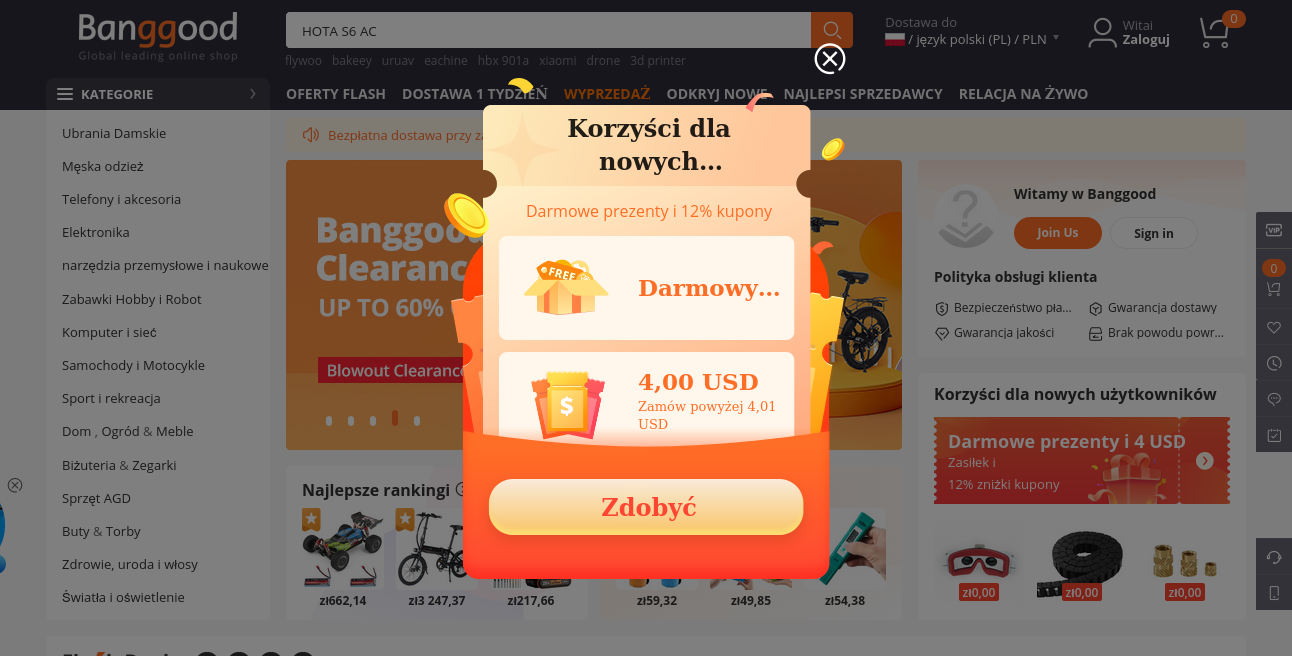 Banggood
Global leading online shop
HOTA S6 AC
flywoo bakeey uruav eachine hbx 901a xiaomi drone 3d printer
Dostawa do
/ język polski (PL) / PLN
Witai
Zaloguj
0
KATEGORIE
OFERTY FLASH DOSTAWA 1 TYDZIEŃ WYPRZEDAŻ ODKRYJ NOWE NAJLEPSI SPRZEDAWCY RELACJA NA ŻYWO
Ubrania Damskie
Męska odzież
Telefony i akcesoria
Elektronika
narzędzia przemysłowe i naukowe
Zabawki Hobby i Robot
Komputer i sieć
Samochody i Motocykle
Sport i rekreacja
Dom , Ogród & Meble
Biżuteria & Zegarki
Sprzęt AGD
Buty & Torby
Zdrowie, uroda i włosy
Światła i oświetlenie
Bezpłatna dostawa przy
Banggood
Clearance
UP TO 60%
Blowout Clearance
Korzyści dla
nowych...
Darmowe prezenty i 12% kupony
FREE
Darmowy...
$
4,00 USD
Zamów powyżej 4,01
USD
Zdobyć
Najlepsze rankingi
zł662,14
zł3 247,37
zł217,66
zł59,32
zł49,85
zł54,38
Witamy w Banggood
Join Us
Sign in
Polityka obsługi klienta
Bezpieczeństwo pła...
Gwarancja dostawy
Gwarancja jakości
Brak powodu powr...
Korzyści dla nowych użytkowników
Darmowe prezenty i 4 USD
Zasiłek i
12% zniżki kupony
zł0,00
zł0,00
zł0,00
VIP
0